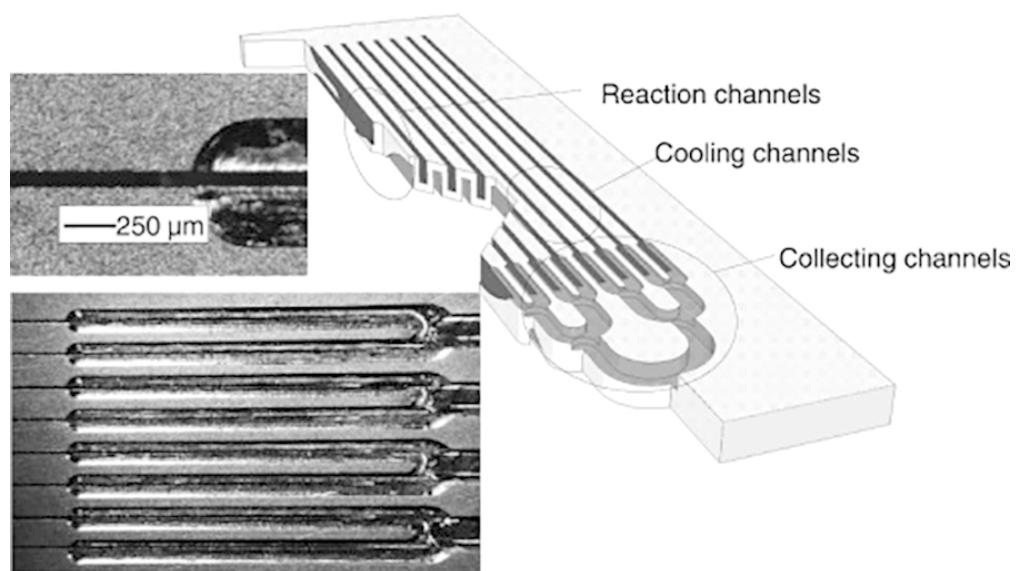 Reaction channels
Cooling channels
Collecting channels
250 µm